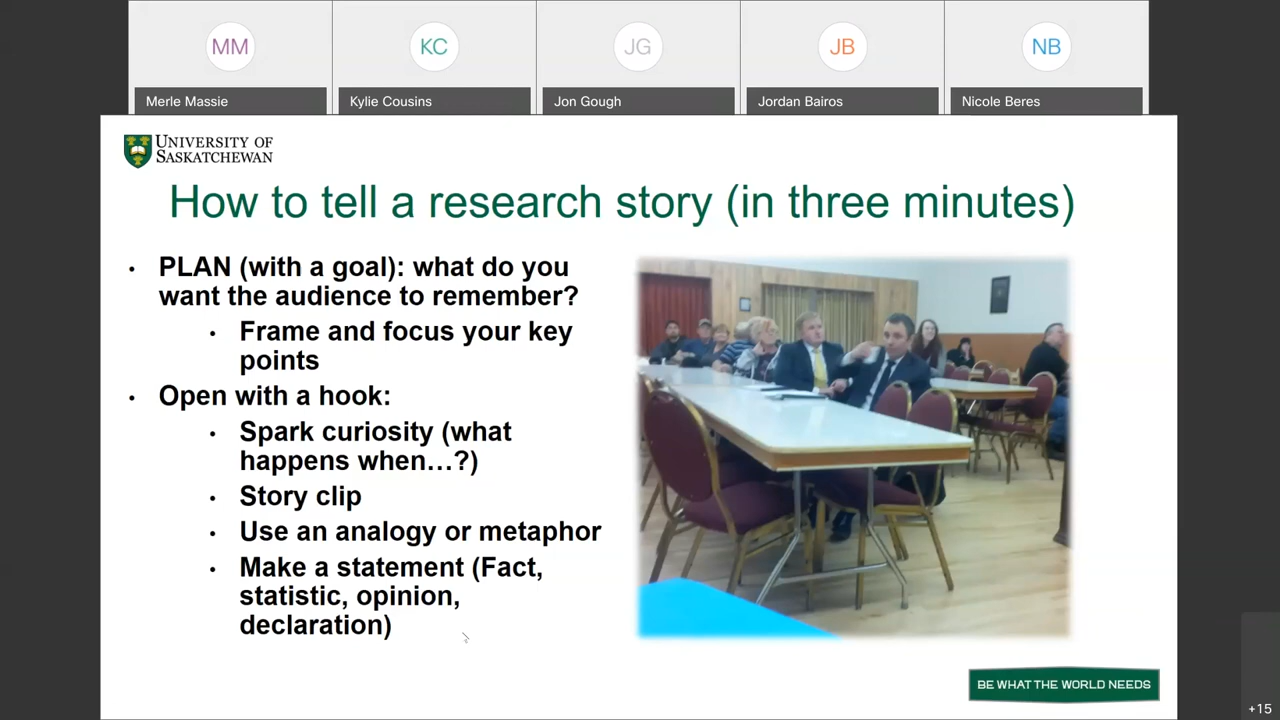 MM
KC
JG
JB
NB
Merle Massie
Kylie Cousins
Jon Gough
Jordan Bairos
Nicole Beres
UNIVERSITY OF
SASKATCHEWAN
How to tell a research story (in three minutes)
• PLAN (with a goal): what do you
want the audience to remember?
• Frame and focus your key
points
• Open with a hook:
• Spark curiosity (what
happens when…?)
• Story clip
• Use an analogy or metaphor
• Make a statement (Fact,
statistic, opinion,
declaration)
BE WHAT THE WORLD NEEDS
+15